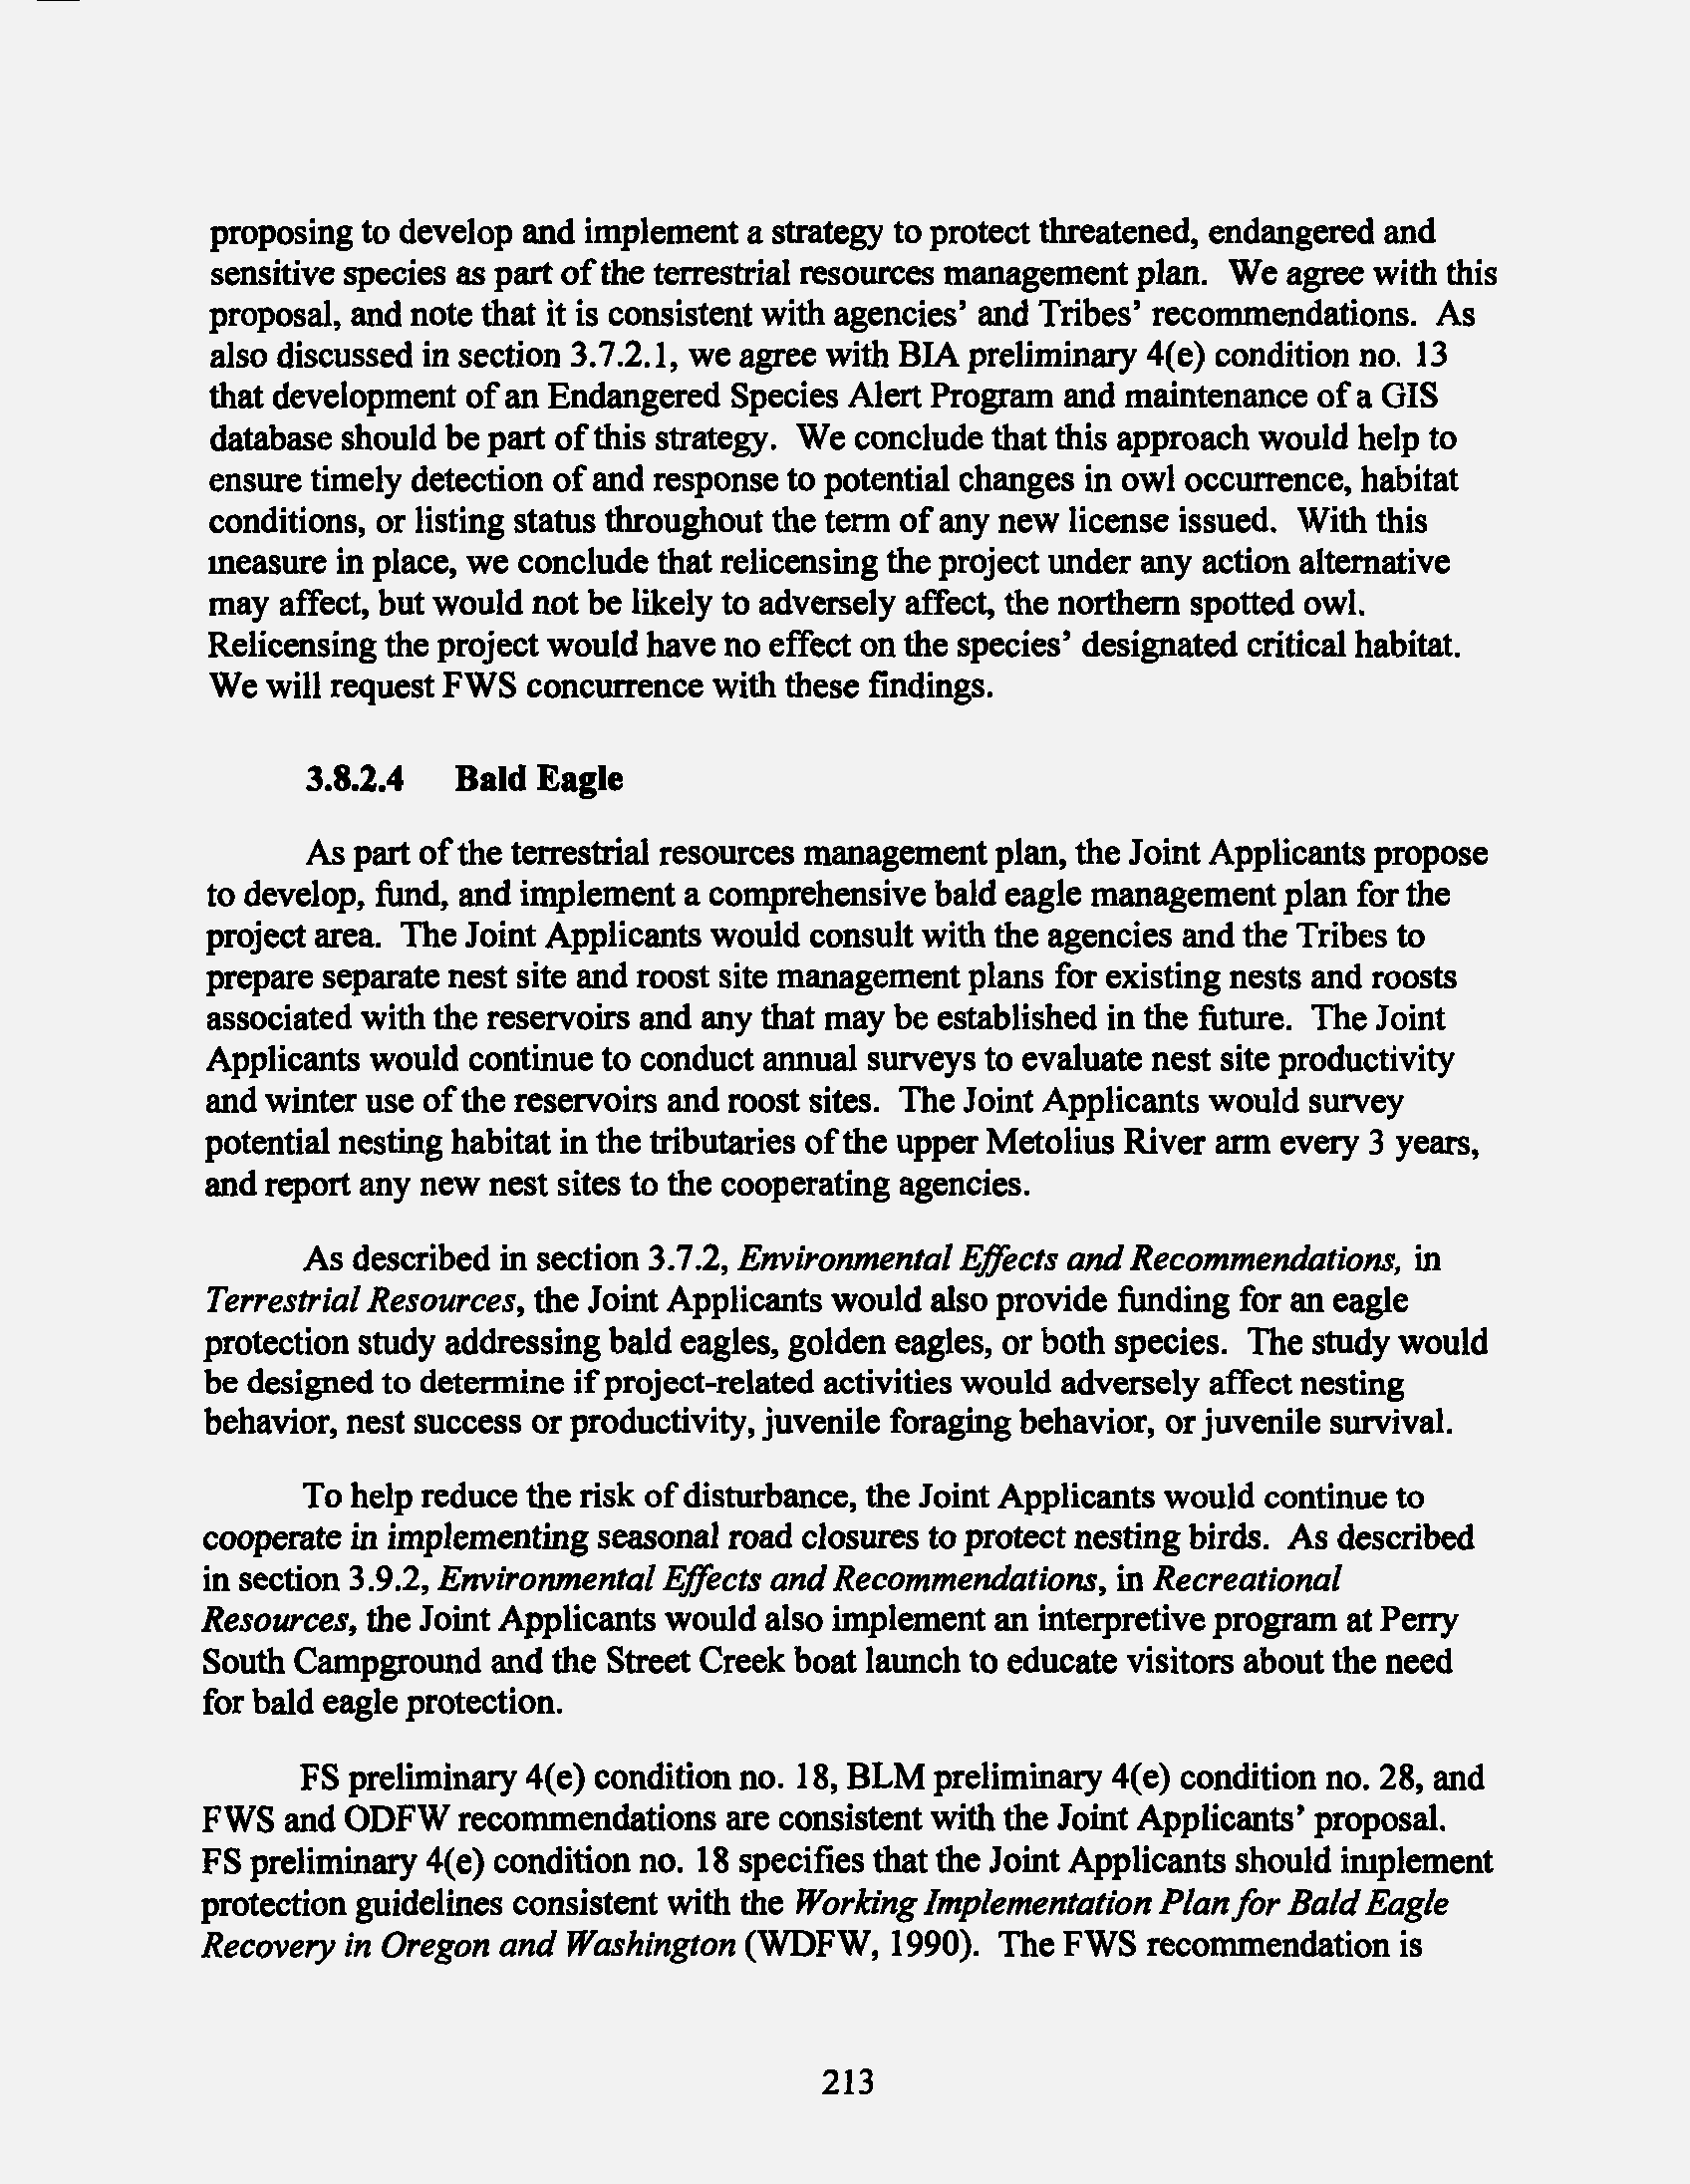 proposing to develop and implement a strategy to protect threatened, endangered and
sensitive species as part of the terrestrial resources management plan.  We agree with this
proposal, and note that it is consistent with agencies’ and Tribes’ recommendations.  As
also discussed in section 3.7.2.1, we agree with BIA preliminary 4(e) condition no. 13
that development of an Endangered Species Alert Program and maintenance of a GIS
database should be part of this strategy.  We conclude that this approach would help to
ensure timely detection of and response to potential changes in owl occurrence, habitat
conditions, or listing status throughout the term of any new license issued.  With this
measure in place, we conclude that relicensing the project under any action alternative
may affect, but would not be likely to adversely affect, the northern spotted owl.
Relicensing the project would have no effect on the species’ designated critical habitat.
We will request FWS concurrence with these findings.
3.8.2.4 Bald Eagle
As part of the terrestrial resources management plan, the Joint Applicants propose
to develop, fund, and implement a comprehensive bald eagle management plan for the
project area.  The Joint Applicants would consult with the agencies and the Tribes to
prepare separate nest site and roost site management plans for existing nests and roosts
associated with the reservoirs and any that may be established in the future.  The Joint
Applicants would continue to conduct annual surveys to evaluate nest site productivity
and winter use of the reservoirs and roost sites.  The Joint Applicants would survey
potential nesting habitat in the tributaries of the upper Metolius River arm every 3 years,
and report any new nest sites to the cooperating agencies.
As described in section 3.7.2, Environmental Effects and Recommendations, in
Terrestrial Resources, the Joint Applicants would also provide funding for an eagle
protection study addressing bald eagles, golden eagles, or both species.  The study would
be designed to determine if project-related activities would adversely affect nesting
behavior, nest success or productivity, juvenile foraging behavior, or juvenile survival.
To help reduce the risk of disturbance, the Joint Applicants would continue to
cooperate in implementing seasonal road closures to protect nesting birds.  As described
in section 3.9.2, Environmental Effects and Recommendations, in Recreational
Resources, the Joint Applicants would also implement an interpretive program at Perry
South Campground and the Street Creek boat launch to educate visitors about the need
for bald eagle protection.
FS preliminary 4(e) condition no. 18, BLM preliminary 4(e) condition no. 28, and
FWS and ODFW recommendations are consistent with the Joint Applicants’ proposal.
FS preliminary 4(e) condition no. 18 specifies that the Joint Applicants should implement
protection guidelines consistent with the Working Implementation Plan for Bald Eagle
Recovery in Oregon and Washington (WDFW, 1990).  The FWS recommendation is
213